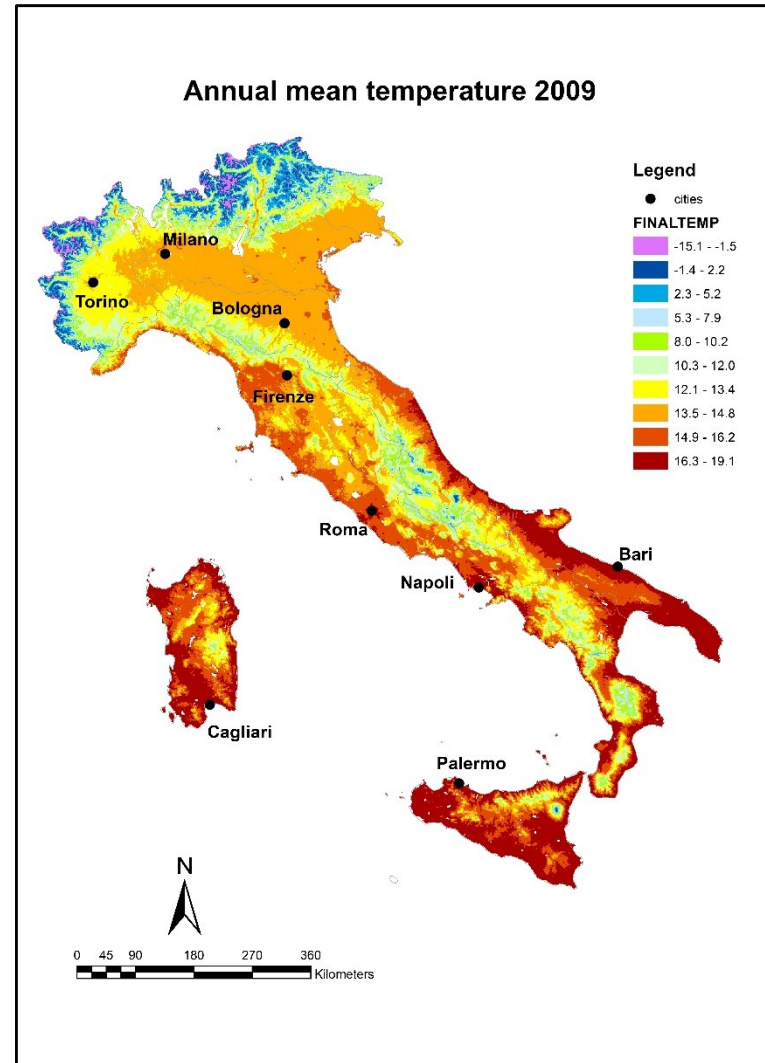 Annual mean temperature 2009
Legend
cities
FINALTEMP
-15.1 - -1.5
-1.4 - 2.2
2.3 - 5.2
5.3 - 7.9
8.0 - 10.2
10.3 - 12.0
12.1 - 13.4
13.5 - 14.8
14.9 - 16.2
16.3 - 19.1
Milano
Torino
Bologna
Firenze
Roma
Bari
Napoli
Cagliari
Palermo
N
0 45 90 180 270 360
Kilometers